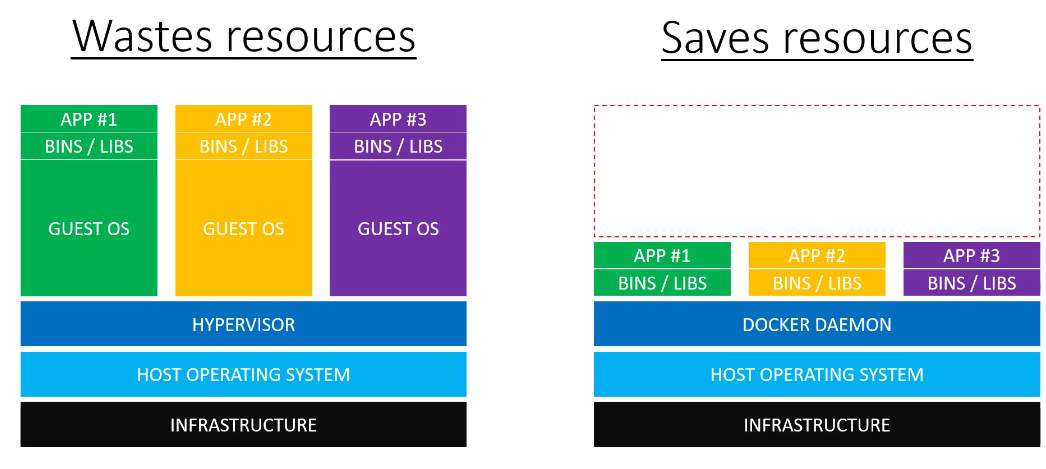 Wastes resources
APP #1
BINS / LIBS
GUEST OS
APP #2
BINS / LIBS
GUEST OS
APP #3
BINS / LIBS
GUEST OS
HYPERVISOR
HOST OPERATING SYSTEM
INFRASTRUCTURE
Saves resources
APP #1
BINS / LIBS
APP #2
BINS / LIBS
APP #3
BINS / LIBS
DOCKER DAEMON
HOST OPERATING SYSTEM
INFRASTRUCTURE